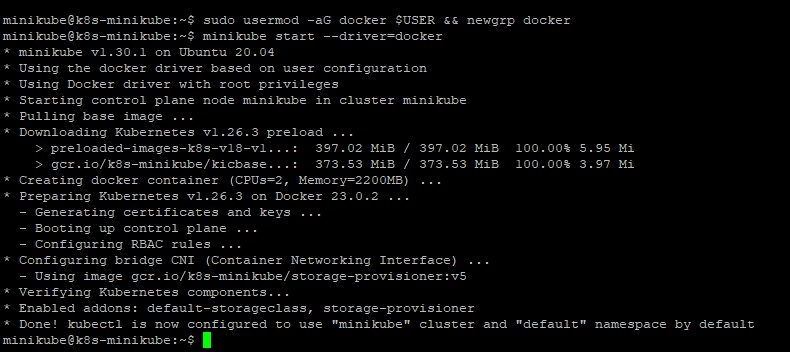 minikube@k8s-minikube:~$ sudo usermod -aG docker $USER && newgrp docker
minikube@k8s-minikube:~$ minikube start --driver=docker
* minikube v1.30.1 on Ubuntu 20.04
* Using the docker driver based on user configuration
* Using Docker driver with root privileges
* Starting control plane node minikube in cluster minikube
* Pulling base image ...
* Downloading Kubernetes v1.26.3 preload ...
    > preloaded-images-k8s-v18-v1...:  397.02 MiB / 397.02 MiB  100.00% 5.95 Mi
    > gcr.io/k8s-minikube/kicbase...:  373.53 MiB / 373.53 MiB  100.00% 3.97 Mi
* Creating docker container (CPUs=2, Memory=2200MB) ...
* Preparing Kubernetes v1.26.3 on Docker 23.0.2 ...
  - Generating certificates and keys ...
  - Booting up control plane ...
  - Configuring RBAC rules ...
* Configuring bridge CNI (Container Networking Interface) ...
  - Using image gcr.io/k8s-minikube/storage-provisioner:v5
* Verifying Kubernetes components...
* Enabled addons: default-storageclass, storage-provisioner
* Done! kubectl is now configured to use "minikube" cluster and "default" namespace by default
minikube@k8s-minikube:~$